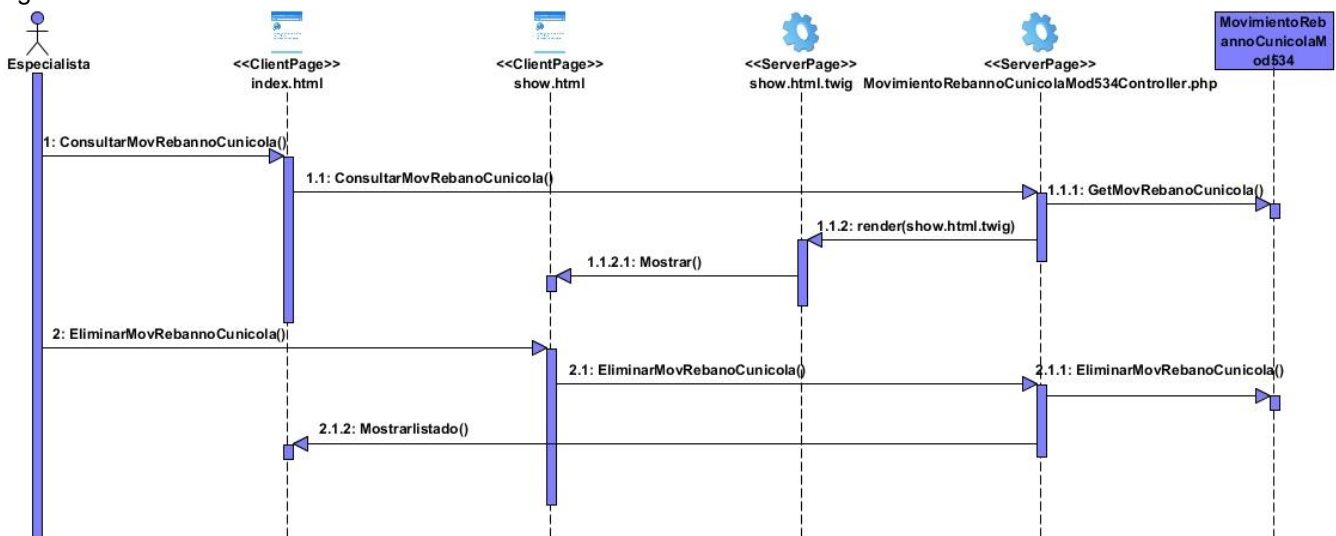 MovimientoReb
annoCunicolaM
od534
Especialista
<<ClientPage>>
index.html
<<ClientPage>>
show.html
<<ServerPage>>
show.html.twig
<<ServerPage>>
MovimientoRebannoCunicolaMod534Controller.php
1: ConsultarMovRebannoCunicola()
1.1: ConsultarMovRebanoCunicola()
1.1.1: GetMovRebanoCunicola()
1.1.2: render(show.html.twig)
1.1.2.1: Mostrar()
2: EliminarMovRebannoCunicola()
2.1: EliminarMovRebanoCunicola()
2.1.1: EliminarMovRebanoCunicola()
2.1.2: Mostrarlistado()